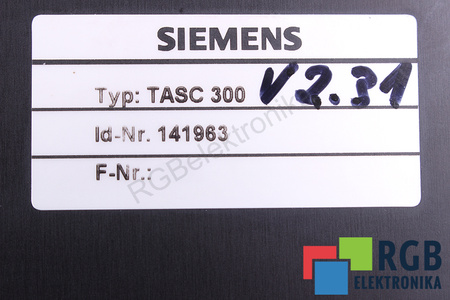 SIEMENS
Typ: TASC 300 V2.31
Id-Nr. 141963
F-Nr.:
RGBelektronika
RGB
ELEKTRONIKA